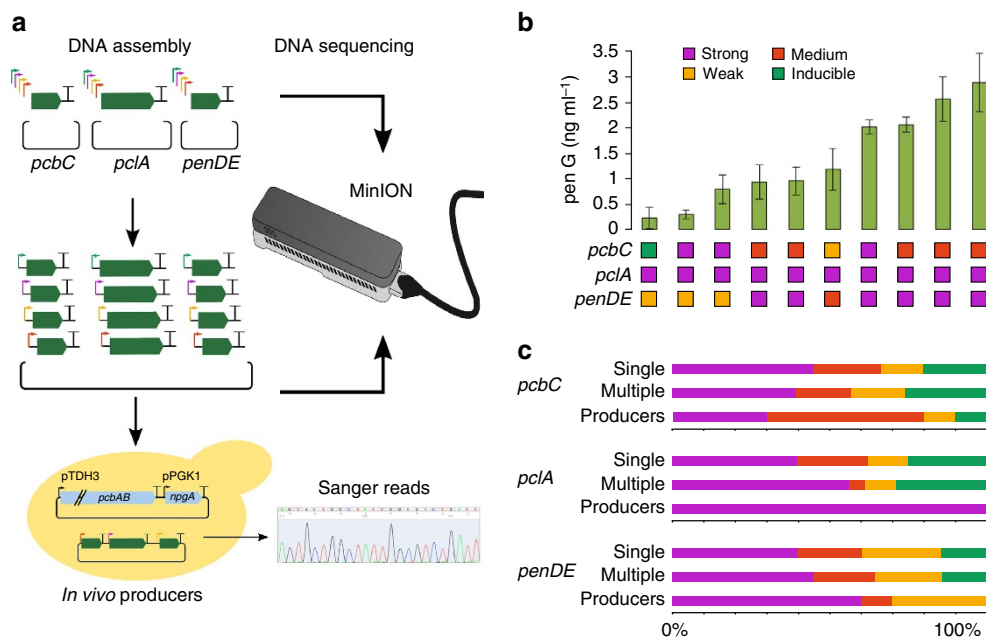 a
DNA assembly
DNA sequencing
pcbC
pclA
penDE
MinION
pTDH3
pPGK1
pcbAB
npgA
Sanger reads
In vivo producers
b
pen G (ng ml⁻¹)
3.5
3
2.5
2
1.5
1
0.5
0
Strong
Medium
Weak
Inducible
pcbC
pclA
penDE
c
pcbC
Single
Multiple
Producers
pclA
Single
Multiple
Producers
penDE
Single
Multiple
Producers
0%
100%